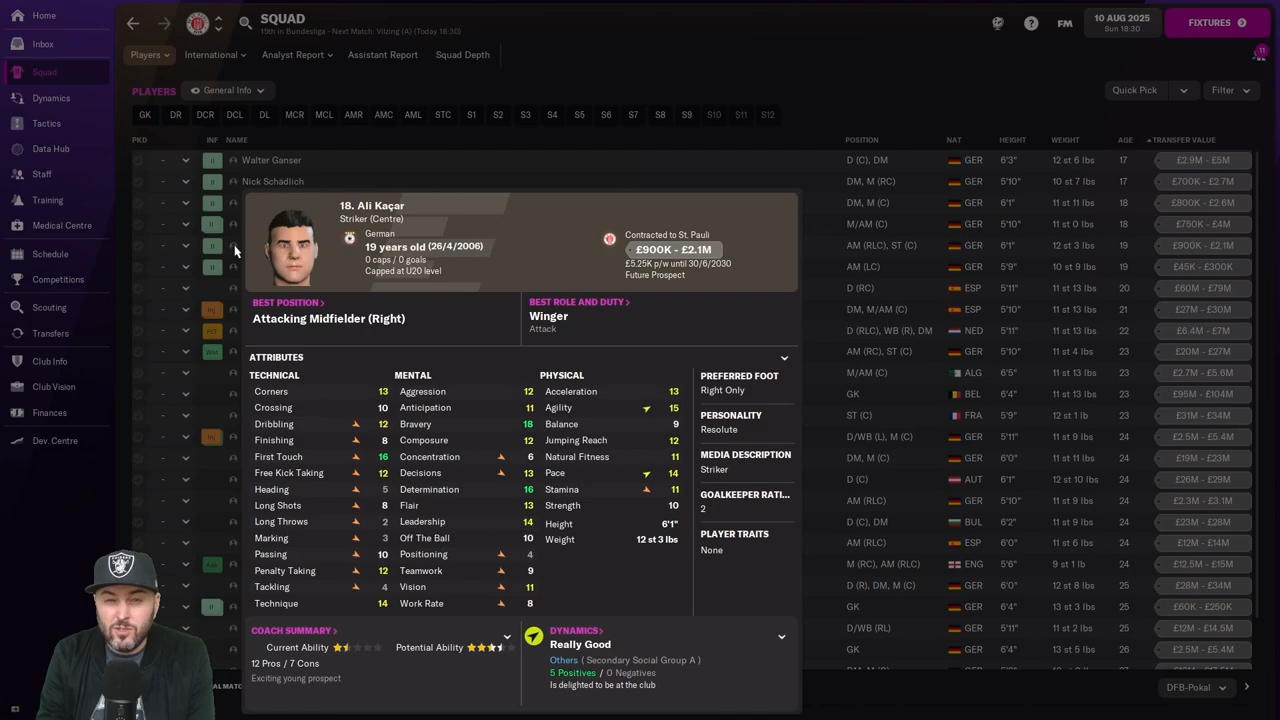 Home
Inbox
Squad
Dynamics
Tactics
Data Hub
Staff
Training
Medical Centre
Schedule
Competitions
Scouting
Transfers
Club Info
Club Vision
Finances
Dev. Centre
SQUAD
15th in Bundesliga - Next Match: Vilzing (A) (Today 18:30)
FM
10 AUG 2025
Sun 18:30
FIXTURES
Players
International
Analyst Report
Assistant Report
Squad Depth
11
PLAYERS
General Info
Quick Pick
Filter
GK DR DCR DCL DL MCR MCL AMR AMC AML STC S1 S2 S3 S4 S5 S6 S7 S8 S9 S10 S11 S12
PKD INF NAME POSITION NAT HEIGHT WEIGHT AGE TRANSFER VALUE
Walter Ganser D (C), DM GER 6'3" 12 st 6 lbs 17 £2.9M - £5M
Nick Schädlich DM, M (RC) GER 5'10" 10 st 7 lbs 17 £700K - £2.7M
DM, M (C) GER 6'1" 11 st 11 lbs 18 £800K - £2.6M
M/AM (C) GER 5'10" 11 st 0 lbs 18 £750K - £4M
AM (RLC), ST (C) GER 6'1" 12 st 3 lbs 19 £900K - £2.1M
AM (LC) GER 5'9" 10 st 9 lbs 19 £45K - £300K
D (RC) ESP 5'10" 11 st 11 lbs 20 £60M - £79M
Inj DM, M/AM (C) ESP 5'10" 11 st 13 lbs 21 £27M - £30M
D (RLC), WB (R), DM NED 5'11" 11 st 13 lbs 22 £6.4M - £7M
Wnt AM (RC), ST (C) GER 5'10" 11 st 4 lbs 23 £20M - £27M
M/AM (C) ALG 6'5" 11 st 13 lbs 23 £2.7M - £5.6M
GK BEL 6'4" 11 st 13 lbs 23 £95M - £104M
ST (C) FRA 5'9" 12 st 1 lb 23 £31M - £34M
Inj D/WB (L), M (C) GER 5'11" 11 st 9 lbs 24 £2.5M - £5.4M
DM, M (C) GER 6'0" 11 st 9 lbs 24 £19M - £23M
D (C) AUT 6'1" 12 st 10 lbs 24 £26M - £29M
AM (RLC) GER 5'10" 11 st 9 lbs 24 £2.3M - £3.1M
D (C), DM BUL 6'2" 11 st 9 lbs 24 £23M - £28M
AM (RLC) ESP 6'0" 11 st 6 lbs 24 £12M - £14M
M (RC), AM (RLC) ENG 5'6" 9 st 1 lb 24 £12.5M - £15M
D (R), DM, M (C) GER 6'0" 12 st 8 lbs 25 £28M - £34M
GK GER 6'4" 13 st 3 lbs 25 £60K - £250K
D/WB (RL) GER 5'11" 11 st 2 lbs 25 £12M - £14.5M
GK GER 6'4" 11 st 9 lbs 26 £2.5M - £5.4M
18. Ali Kaçar
Striker (Centre)
German
19 years old (26/4/2006)
0 caps / 0 goals
Capped at U20 level
Contracted to St. Pauli
£900K - £2.1M
£5.25K p/w until 30/6/2030
Future Prospect
BEST POSITION
Attacking Midfielder (Right)
BEST ROLE AND DUTY
Winger
Attack
ATTRIBUTES
TECHNICAL
Corners 13
Crossing 10
Dribbling 12
Finishing 8
First Touch 16
Free Kick Taking 12
Heading 5
Long Shots 8
Long Throws 2
Marking 3
Passing 10
Penalty Taking 12
Tackling 4
Technique 14
MENTAL
Aggression 12
Anticipation 11
Bravery 18
Composure 12
Concentration 6
Decisions 13
Determination 16
Flair 13
Leadership 14
Off The Ball 10
Positioning 4
Teamwork 9
Vision 11
Work Rate 8
PHYSICAL
Acceleration 13
Agility 15
Balance 9
Jumping Reach 12
Natural Fitness 11
Pace 14
Stamina 11
Strength 10
Height 6'1"
Weight 12 st 3 lbs
PREFERRED FOOT
Right Only
PERSONALITY
Resolute
MEDIA DESCRIPTION
Striker
GOALKEEPER RATI...
2
PLAYER TRAITS
None
COACH SUMMARY
Current Ability
Potential Ability
12 Pros / 7 Cons
Exciting young prospect
DYNAMICS
Really Good
Others ( Secondary Social Group A )
5 Positives / 0 Negatives
Is delighted to be at the club
DFB-Pokal
RAIDERS